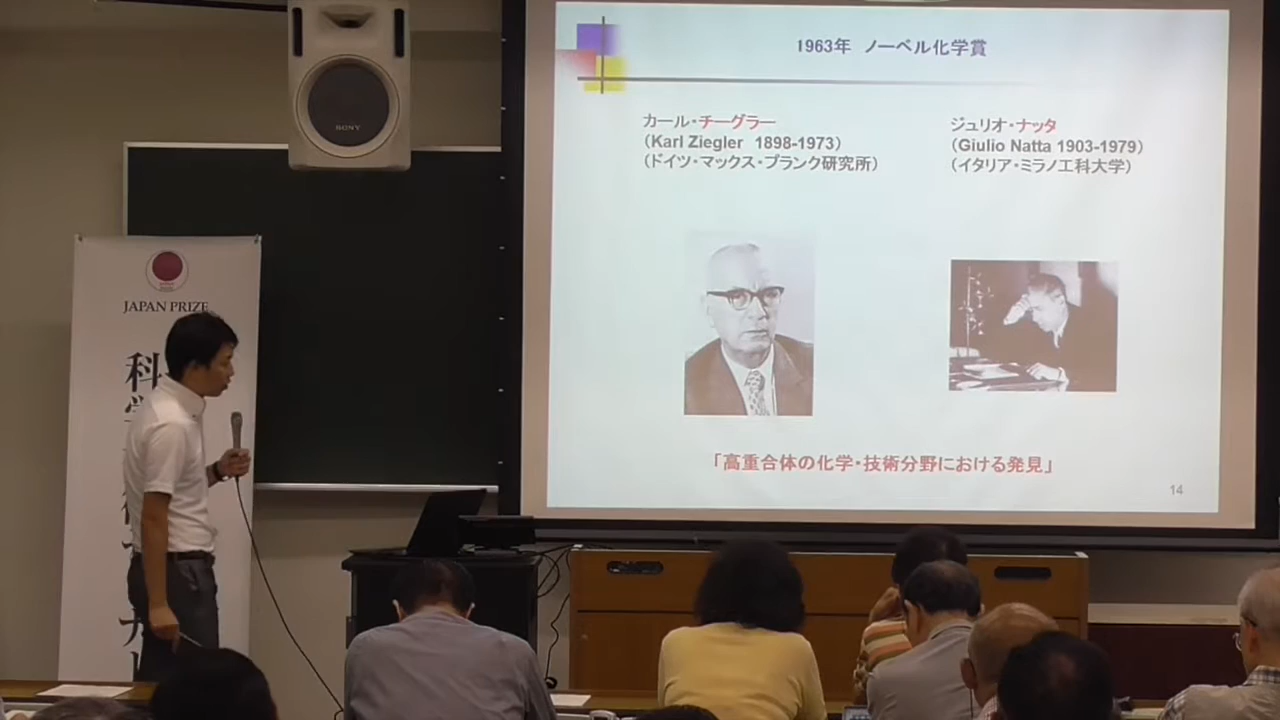 SONY
1963年 ノーベル化学賞
カール・チーグラー
(Karl Ziegler 1898-1973)
(ドイツ・マックス・プランク研究所)
ジュリオ・ナッタ
(Giulio Natta 1903-1979)
(イタリア・ミラノ工科大学)
「高重合体の化学・技術分野における発見」
14
JAPAN PRIZE
科学